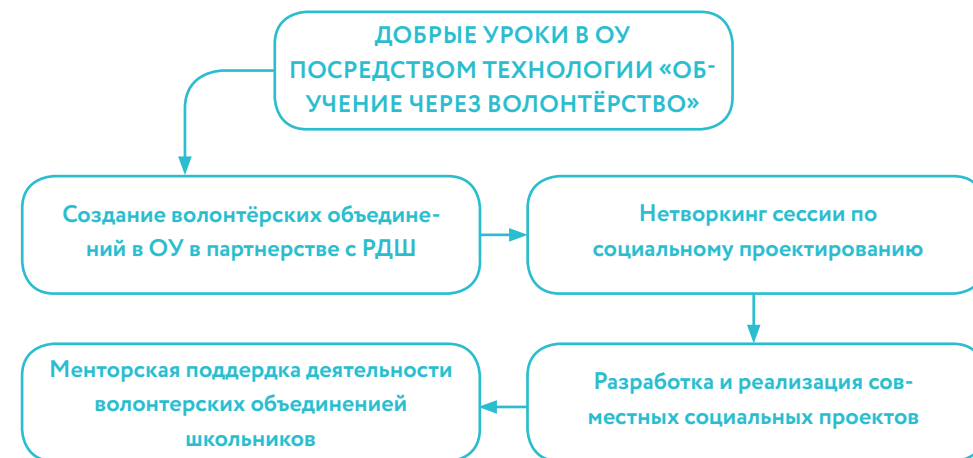 ДОБРЫЕ УРОКИ В ОУ
ПОСРЕДСТВОМ ТЕХНОЛОГИИ «ОБ-
УЧЕНИЕ ЧЕРЕЗ ВОЛОНТЁРСТВО»
Создание волонтёрских объедине-
ний в ОУ в партнерстве с РДШ
Нетворкинг сессии по
социальному проектированию
Разработка и реализация сов-
местных социальных проектов
Менторская поддердка деятельности
волонтерских объединенией
школьников